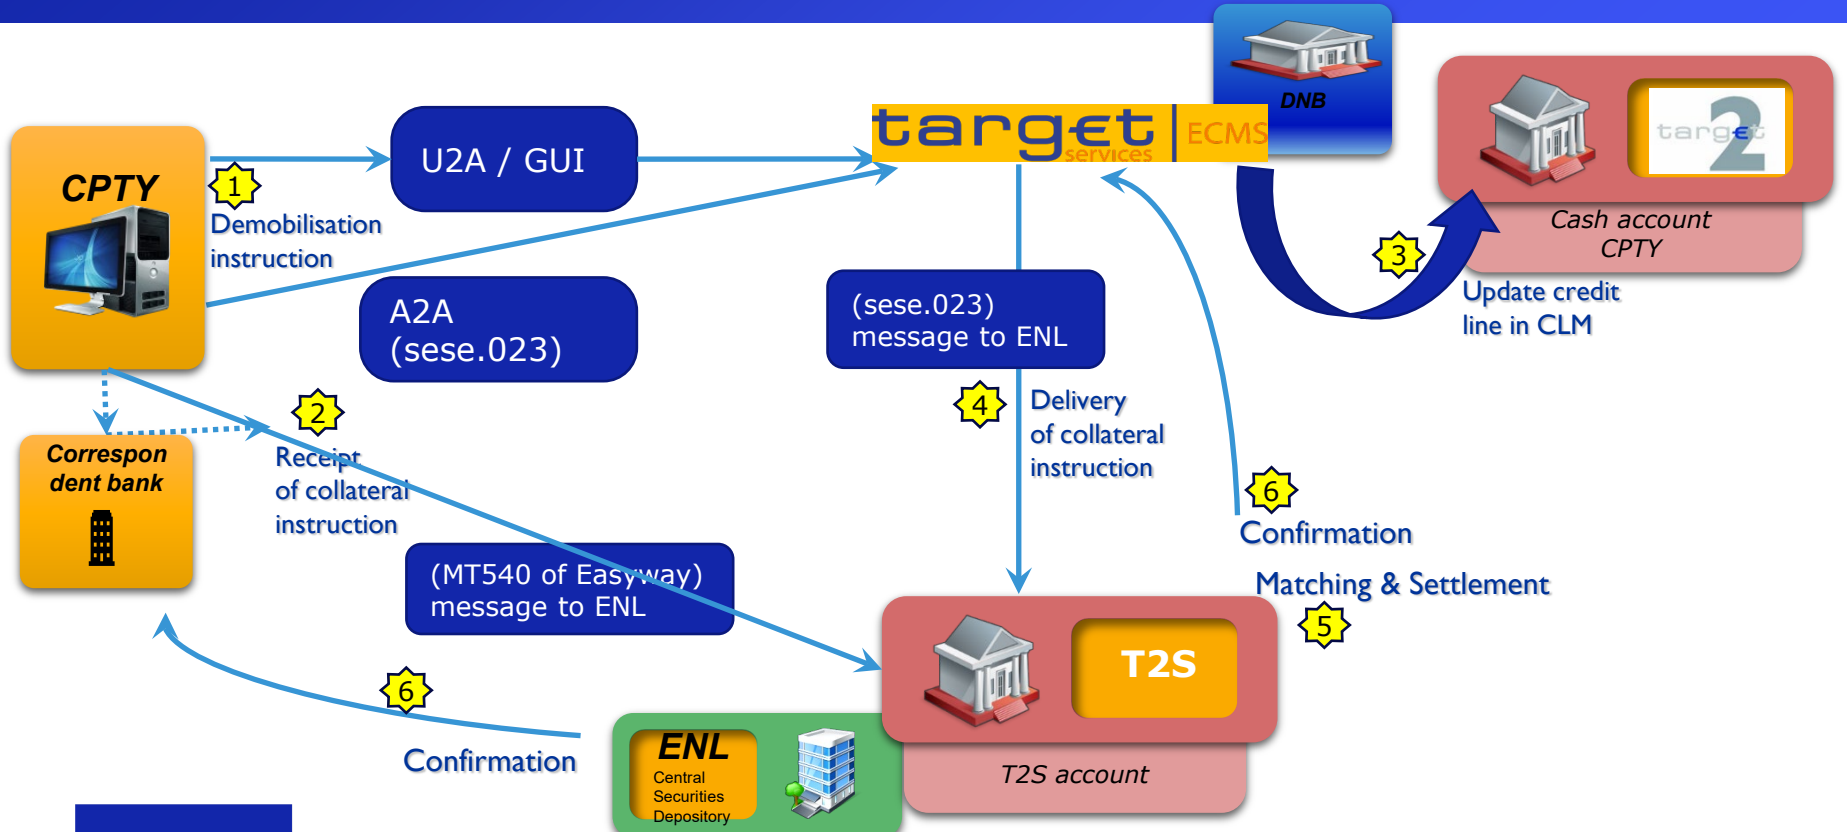 DNB
target
services
ECMS
target
2
CPTY
1
Demobilisation
instruction
U2A / GUI
Cash account
CPTY
3
Update credit
line in CLM
A2A
(sese.023)
(sese.023)
message to ENL
4
Delivery
of collateral
instruction
2
Receipt
of collateral
instruction
Correspon
dent bank
(MT540 of Easyway)
message to ENL
6
Confirmation
Matching & Settlement
5
T2S
T2S account
6
Confirmation
ENL
Central
Securities
Depository